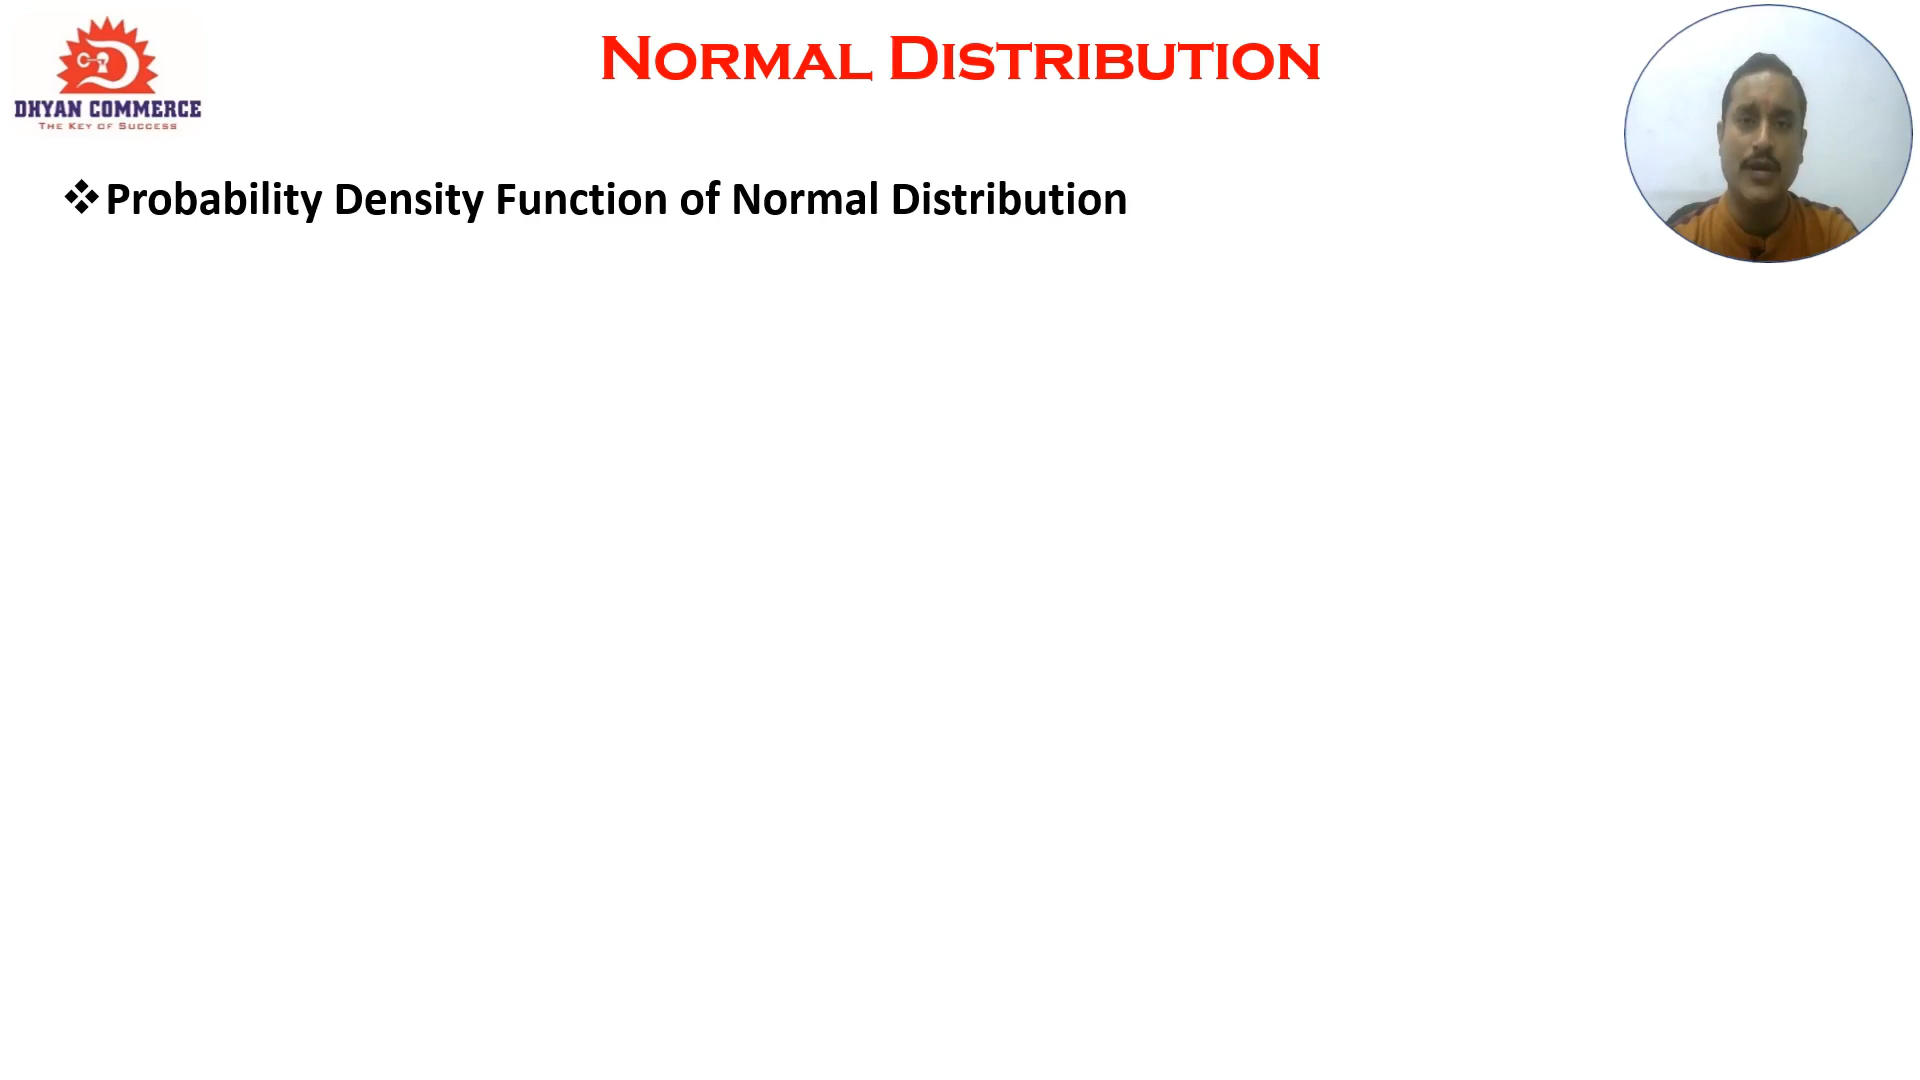 DHYAN COMMERCE
THE KEY OF SUCCESS
NORMAL DISTRIBUTION
❖Probability Density Function of Normal Distribution